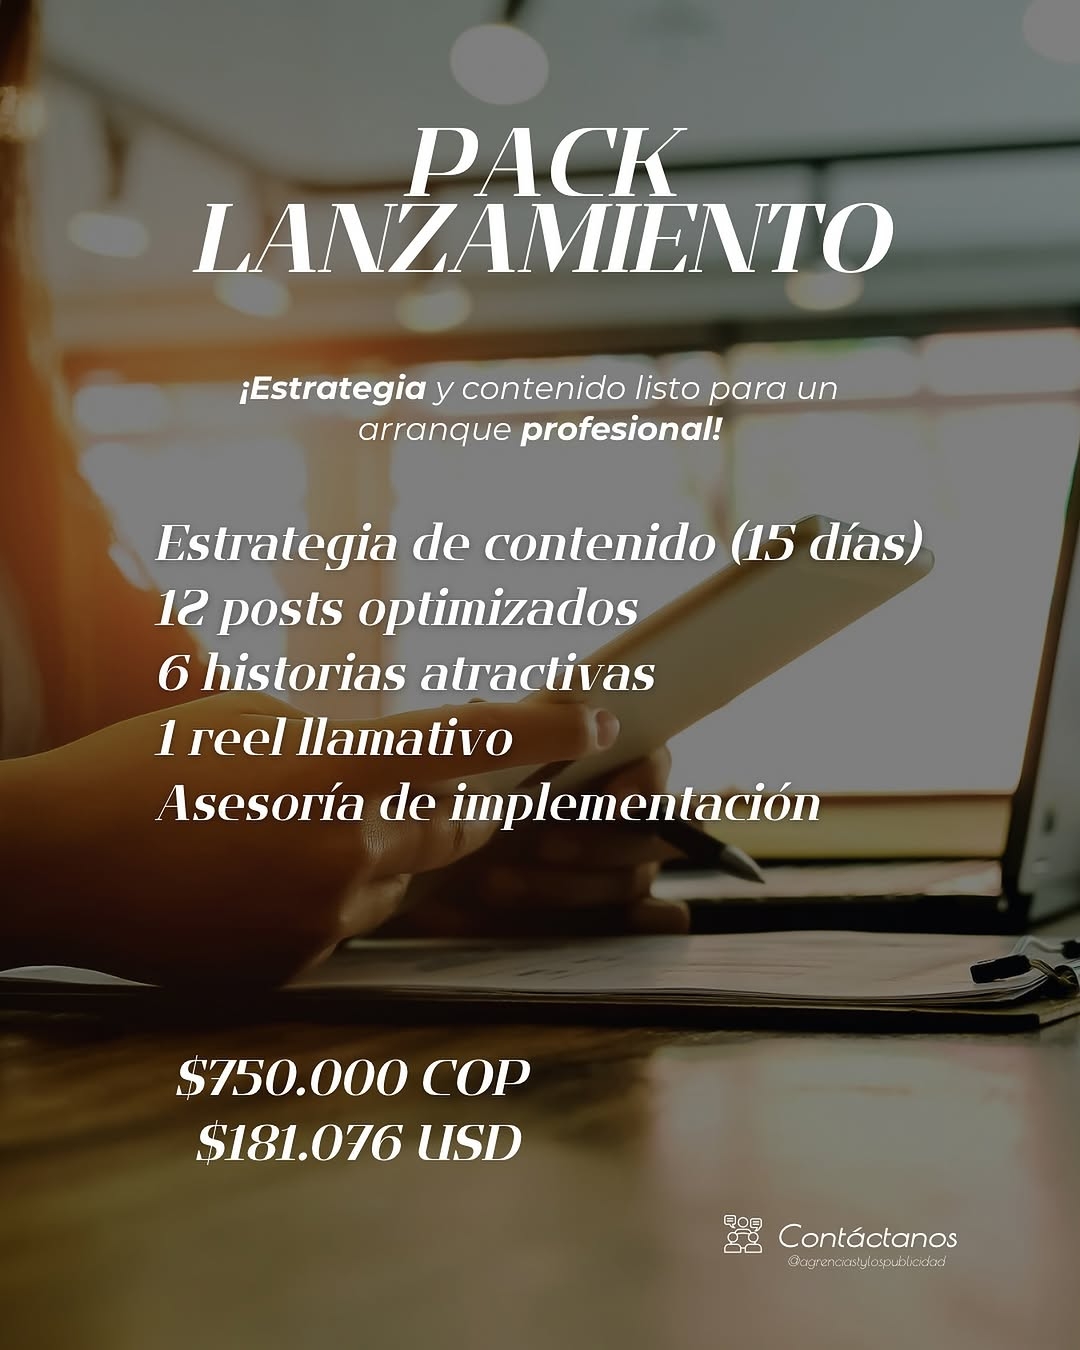 PACK
LANZAMIENTO
¡Estrategia y contenido listo para un
arranque profesional!
Estrategia de contenido (15 días)
12 posts optimizados
6 historias atractivas
1 reel llamativo
Asesoría de implementación
$750.000 COP
$181.076 USD
Contáctanos
@agrenciastylospublicidad